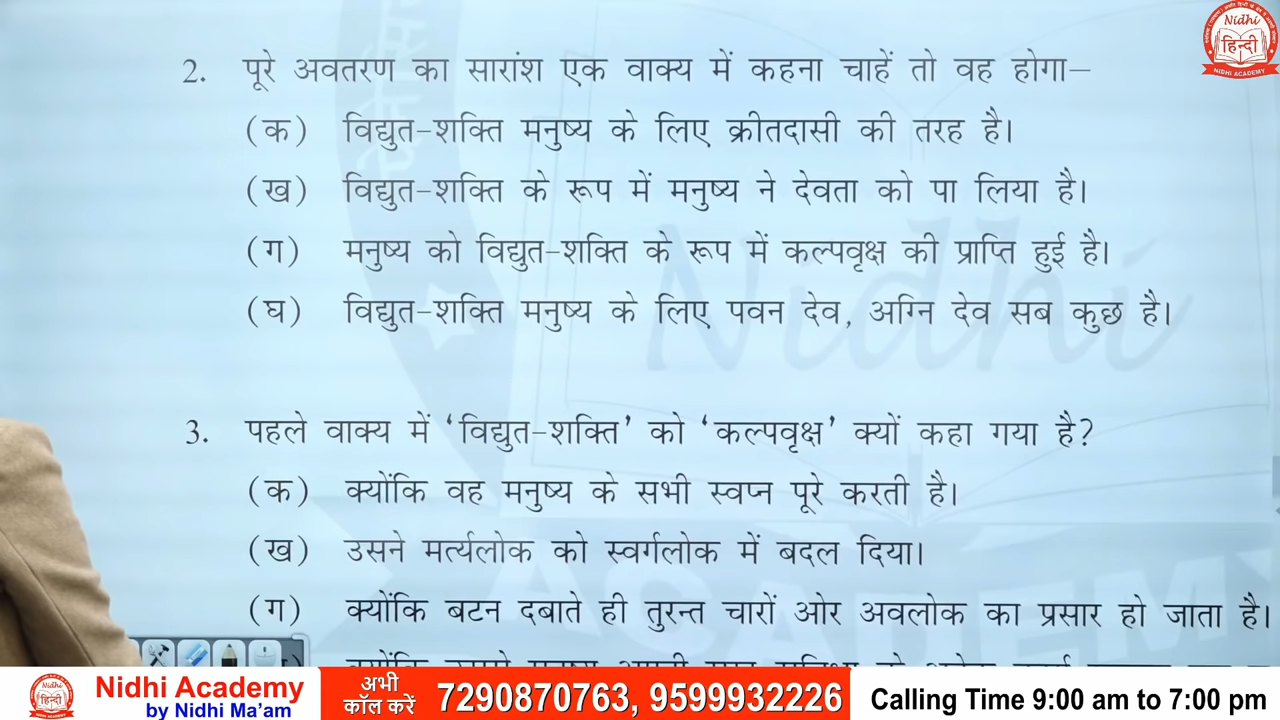 2. पूरे अवतरण का सारांश एक वाक्य में कहना चाहें तो वह होगा–
(क) विद्युत-शक्ति मनुष्य के लिए क्रीतदासी की तरह है।
(ख) विद्युत-शक्ति के रूप में मनुष्य ने देवता को पा लिया है।
(ग) मनुष्य को विद्युत-शक्ति के रूप में कल्पवृक्ष की प्राप्ति हुई है।
(घ) विद्युत-शक्ति मनुष्य के लिए पवन देव, अग्नि देव सब कुछ है।
3. पहले वाक्य में ‘विद्युत-शक्ति’ को ‘कल्पवृक्ष’ क्यों कहा गया है?
(क) क्योंकि वह मनुष्य के सभी स्वप्न पूरे करती है।
(ख) उसने मर्त्यलोक को स्वर्गलोक में बदल दिया।
(ग) क्योंकि बटन दबाते ही तुरन्त चारों ओर अवलोक का प्रसार हो जाता है।
Nidhi
ACADEMY
Nidhi
हिन्दी
NIDHI ACADEMY
Nidhi Academy
by Nidhi Ma'am
अभी
कॉल करें
7290870763, 9599932226
Calling Time 9:00 am to 7:00 pm